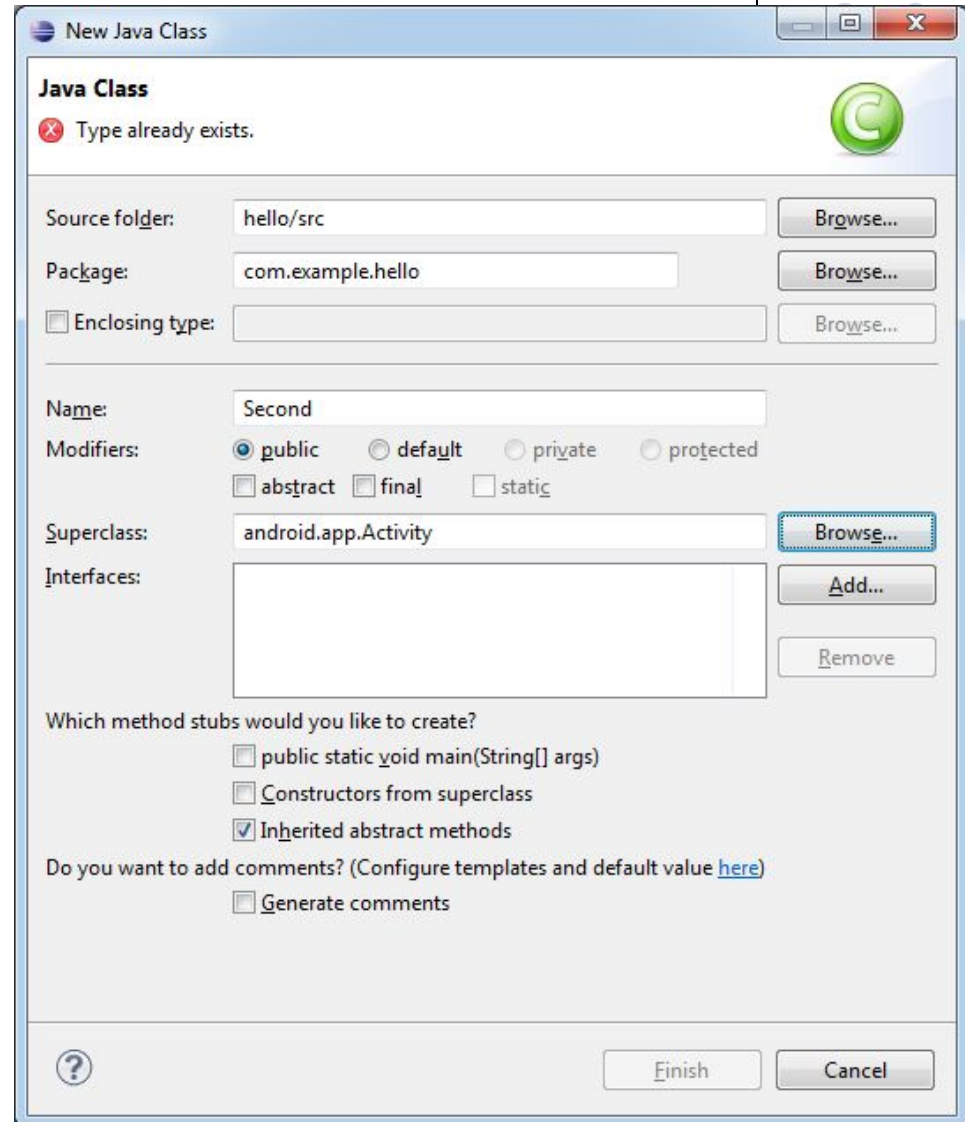 New Java Class
Java Class
Type already exists.
Source folder: hello/src Browse...
Package: com.example.hello Browse...
Enclosing type: Browse...
Name: Second
Modifiers: public default private protected
abstract final static
Superclass: android.app.Activity Browse...
Interfaces: Add...
Remove
Which method stubs would you like to create?
public static void main(String[] args)
Constructors from superclass
Inherited abstract methods
Do you want to add comments? (Configure templates and default value here)
Generate comments
Finish Cancel